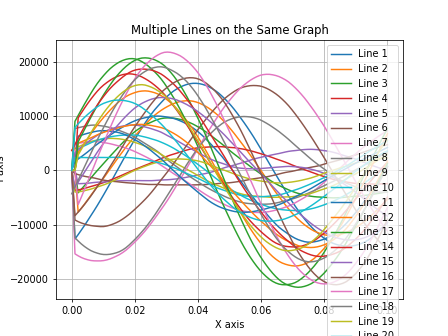 Multiple Lines on the Same Graph
20000
10000
0
−10000
−20000
0.00
0.02
0.04
0.06
0.08
X axis
axis
Line 1
Line 2
Line 3
Line 4
Line 5
Line 6
Line 7
Line 8
Line 9
Line 10
Line 11
Line 12
Line 13
Line 14
Line 15
Line 16
Line 17
Line 18
Line 19
Line 20